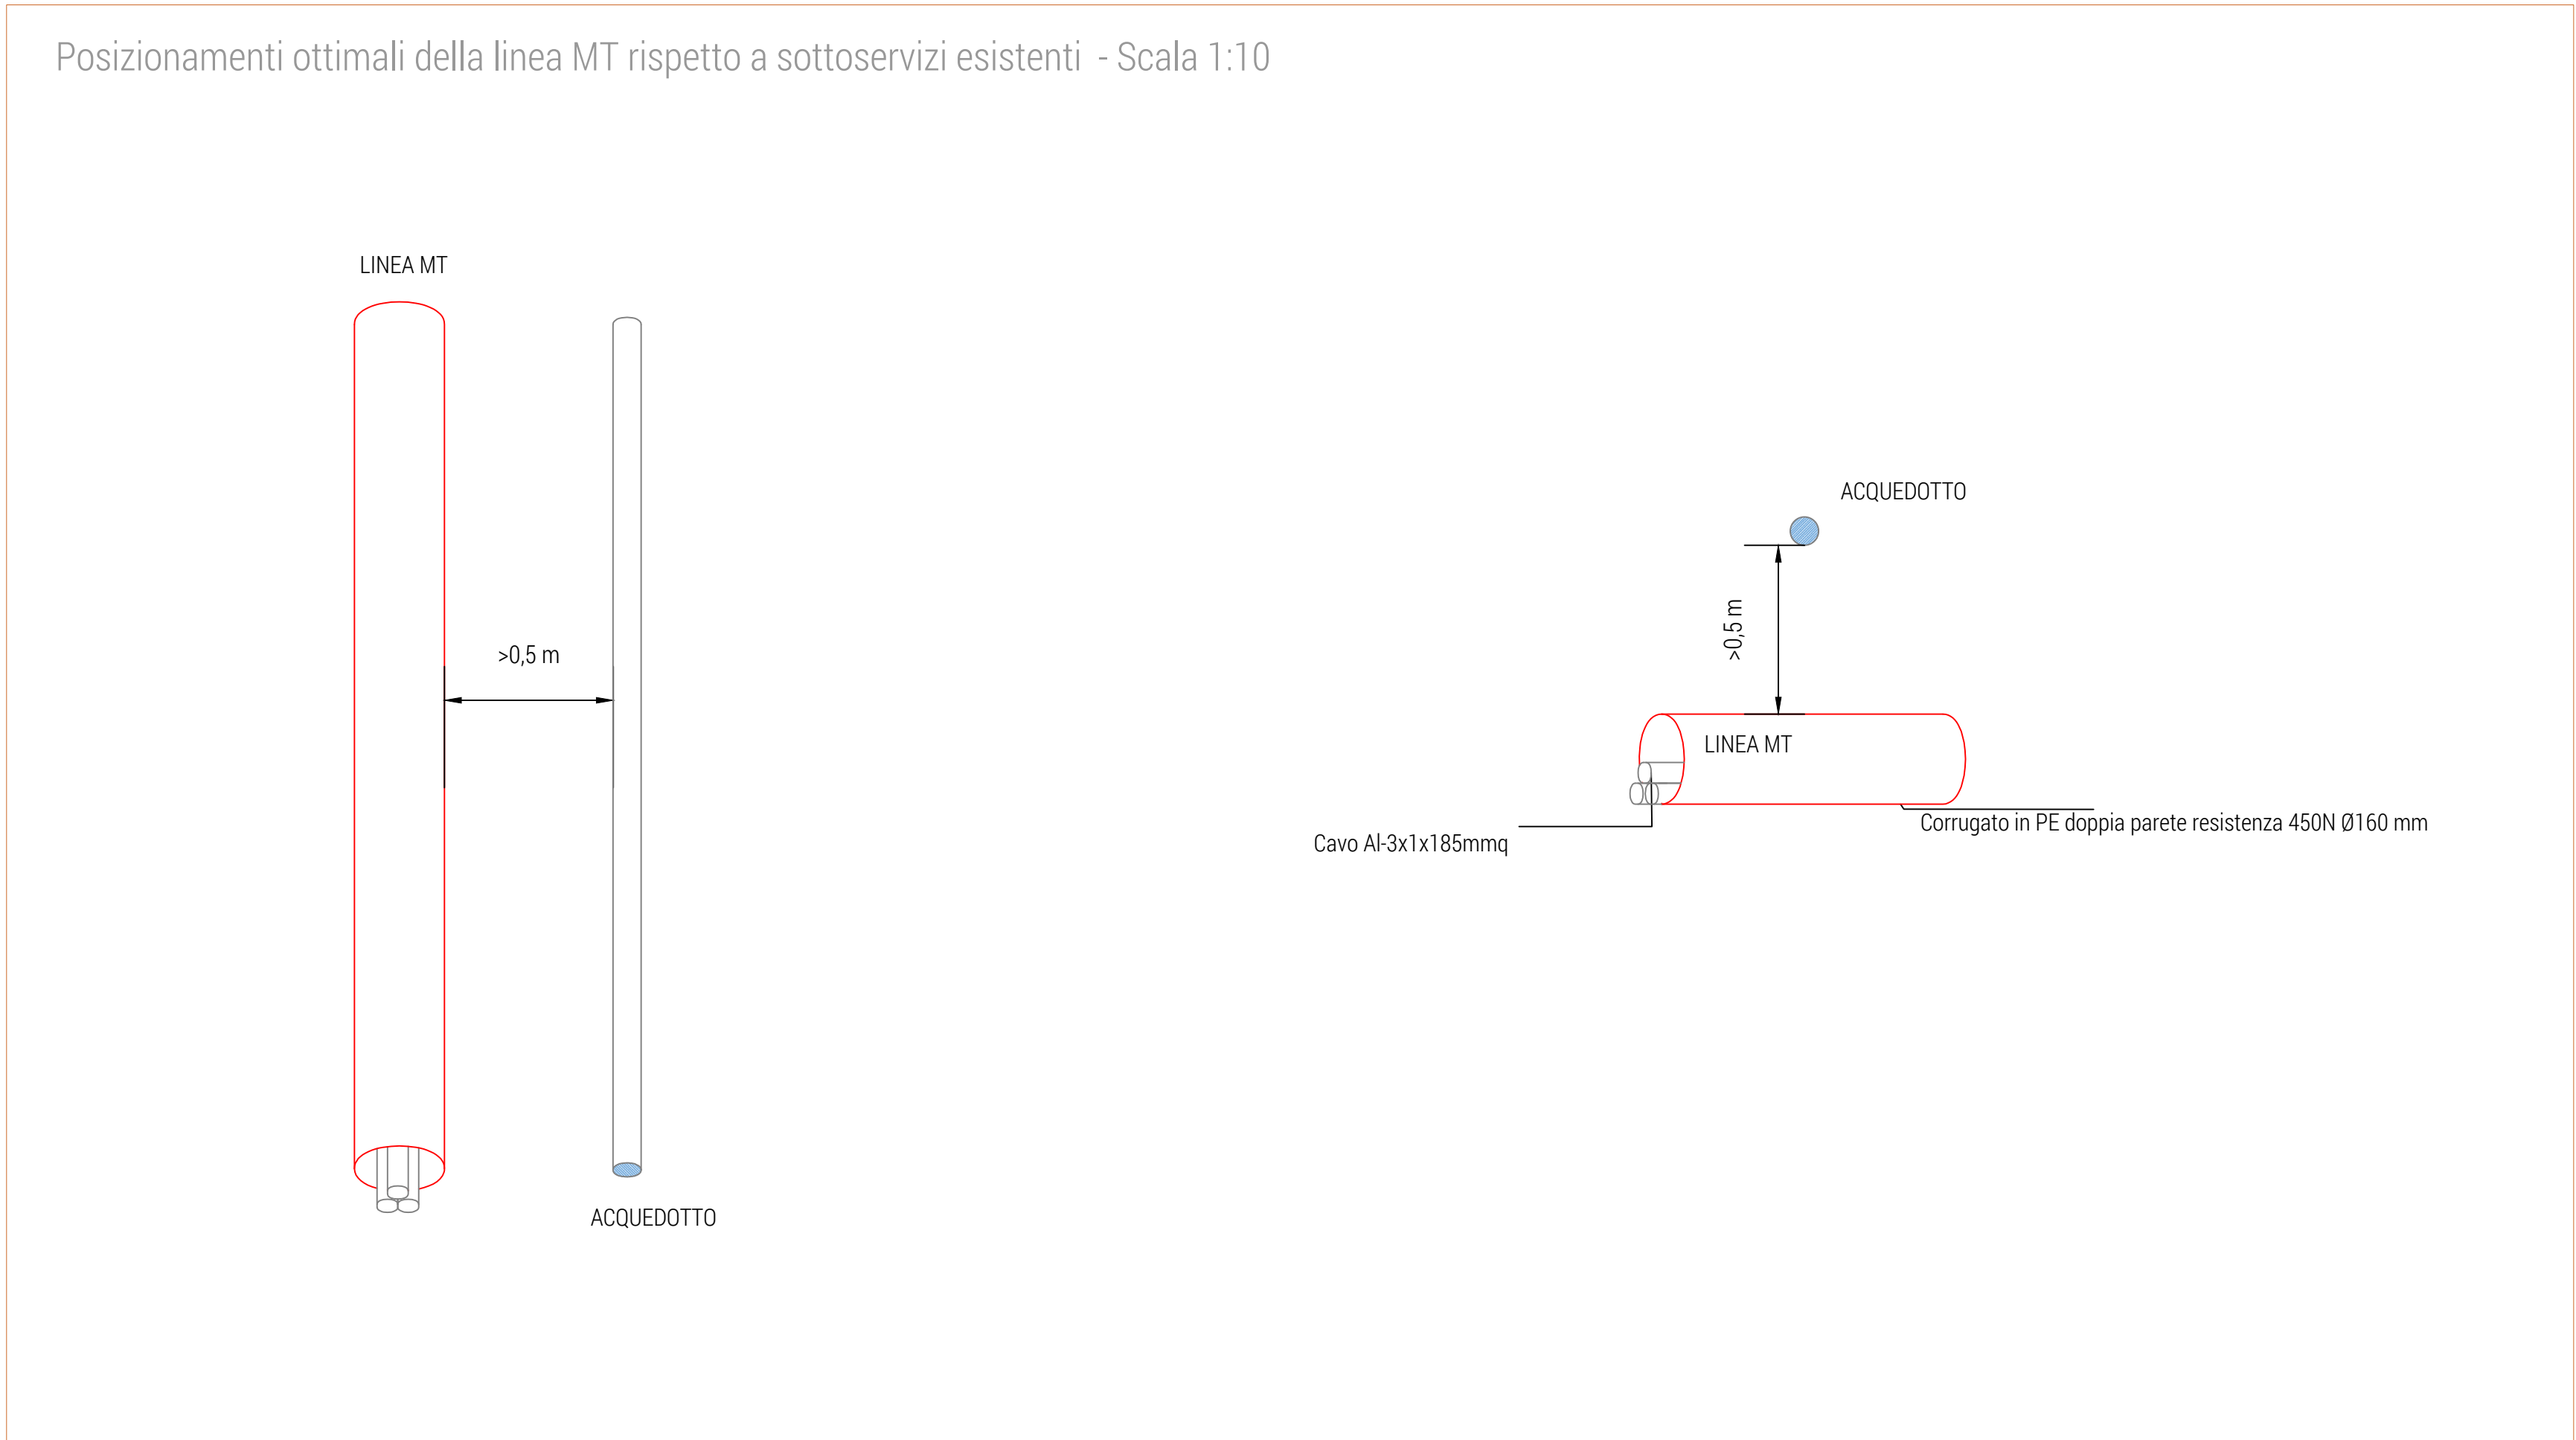 Posizionamenti ottimali della linea MT rispetto a sottoservizi esistenti - Scala 1:10
LINEA MT
>0,5 m
ACQUEDOTTO
ACQUEDOTTO
>0,5 m
LINEA MT
Cavo Al-3x1x185mmq
Corrugato in PE doppia parete resistenza 450N Ø160 mm